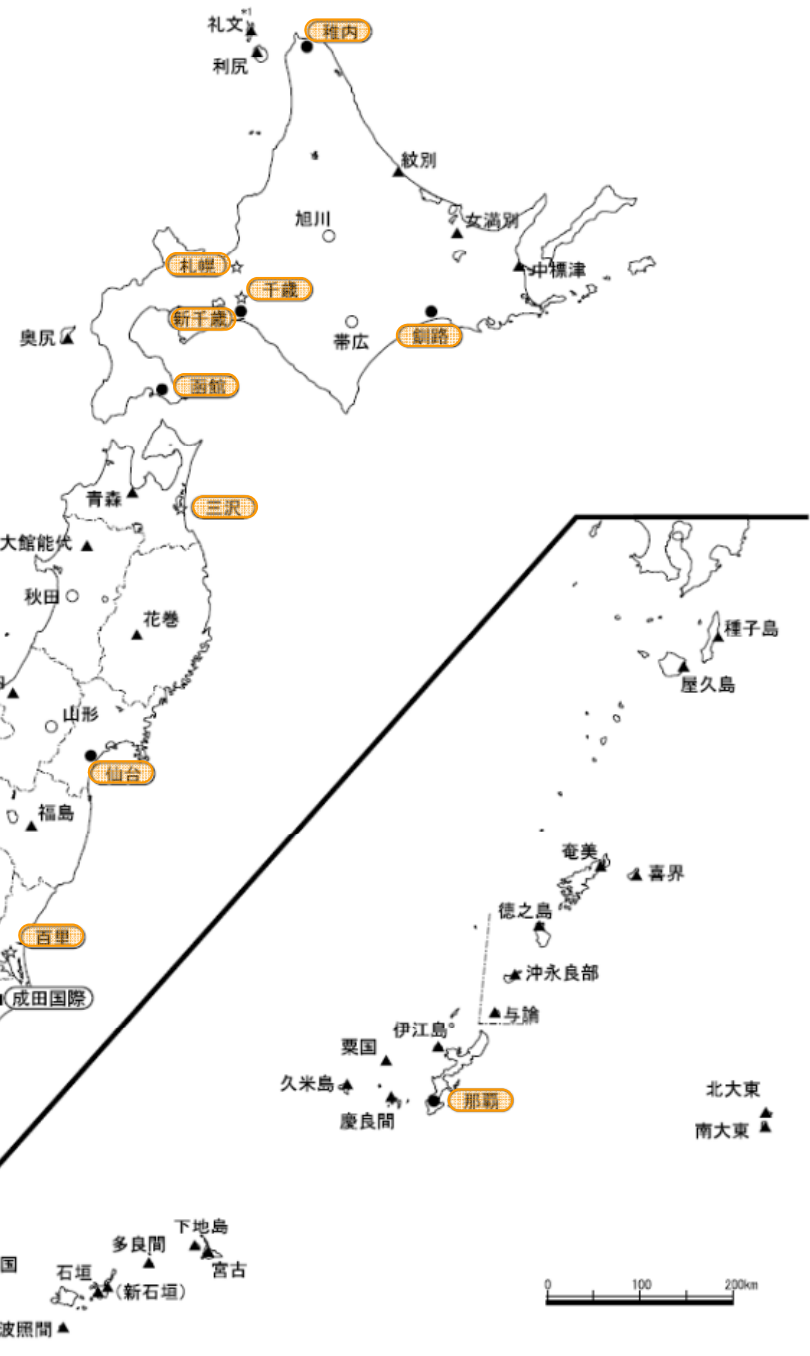 礼文*1
稚内
利尻
紋別
旭川
女満別
札幌
中標津
千歳
新千歳
奥尻
帯広
釧路
函館
青森
三沢
大館能代
秋田
花巻
種子島
屋久島
山形
仙台
福島
奄美
喜界
徳之島
百里
沖永良部
成田国際
与論
伊江島
粟国
久米島
那覇
北大東
慶良間
南大東
下地島
多良間
国
宮古
石垣
(新石垣)
0 100 200km
波照間